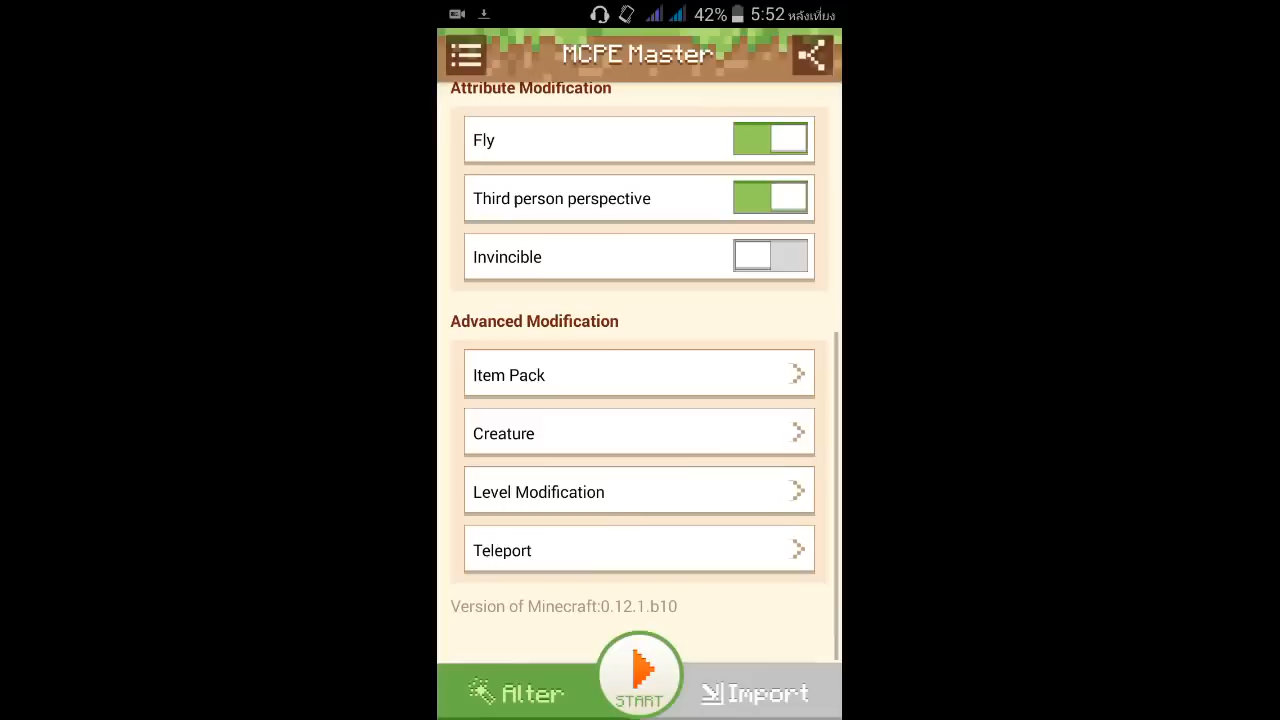 42% 5:52 หลังเที่ยง
MCPE Master
Attribute Modification
Fly
Third person perspective
Invincible
Advanced Modification
Item Pack
Creature
Level Modification
Teleport
Version of Minecraft:0.12.1.b10
Alter START Import